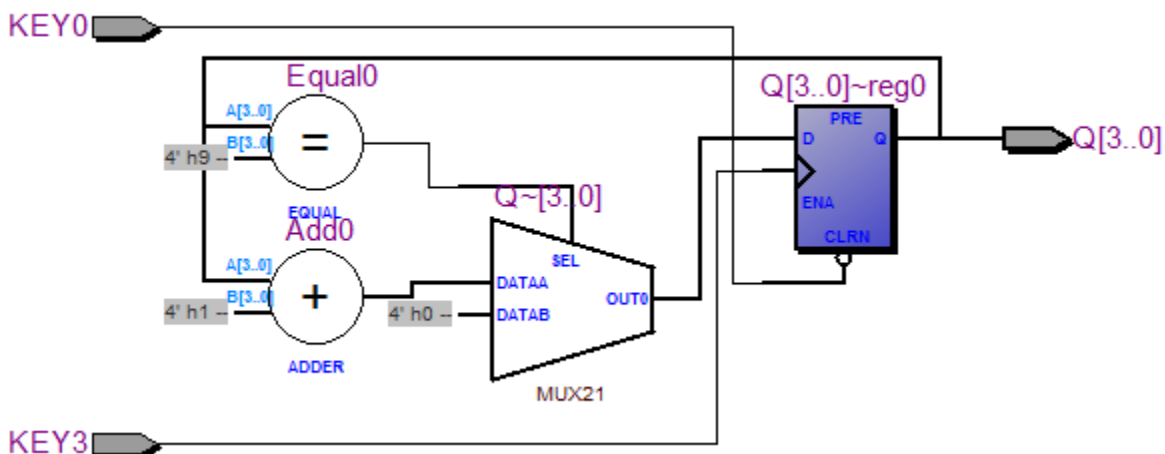 KEY0
Equal0
Q[3..0]~reg0
A[3..0]
PRE
B[3..0]
=
D
Q
Q[3..0]
4' h9 --
ENA
Q~[3..0]
EQUAL
Add0
CLRN
SEL
A[3..0]
DATAA
B[3..0]
+
OUT0
4' h1 --
4' h0 --
DATAB
ADDER
MUX21
KEY3